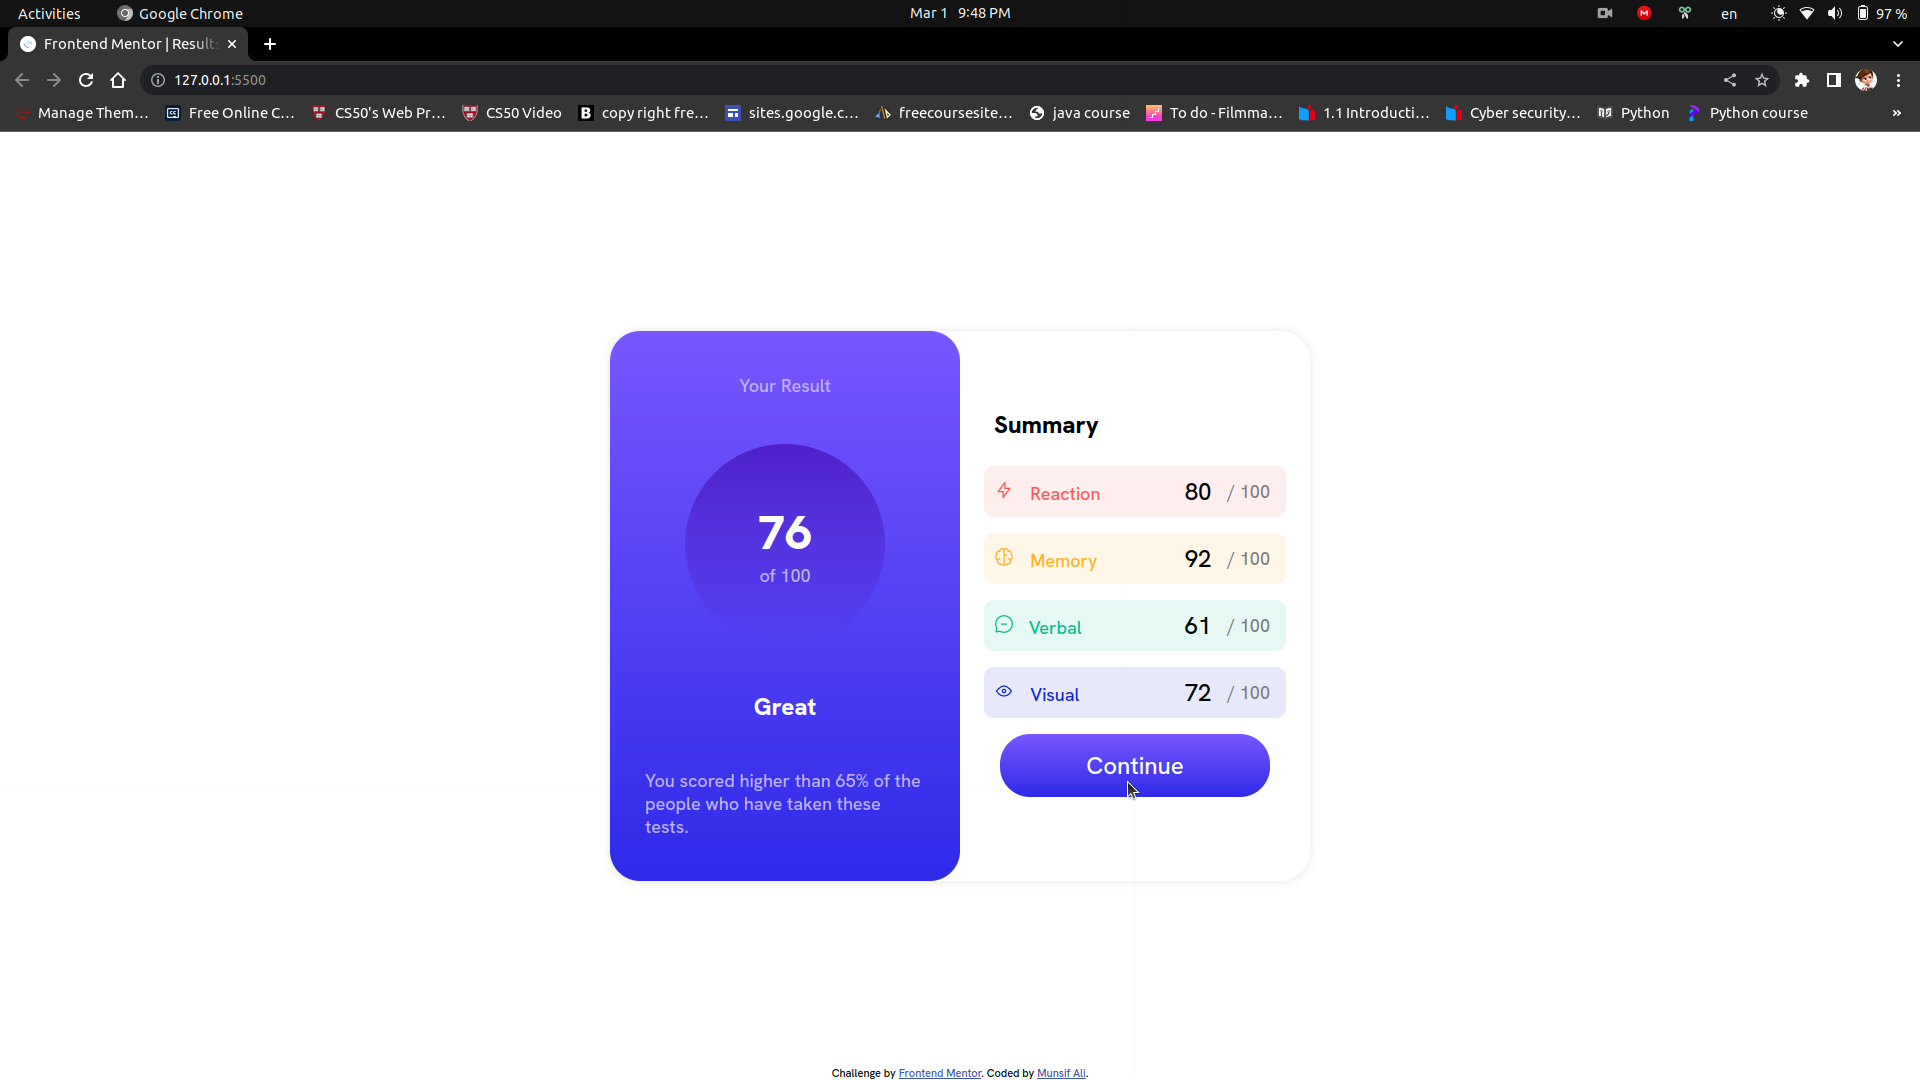 Activities Google Chrome Mar 1 9:48 PM en 97 %
Frontend Mentor | Results
127.0.0.1:5500
Manage Them... Free Online C... CS50's Web Pr... CS50 Video copy right fre... sites.google.c... freecoursesite... java course To do - Filmma... 1.1 Introducti... Cyber security... Python Python course »
Your Result
76
of 100
Great
You scored higher than 65% of the
people who have taken these
tests.
Summary
Reaction 80 / 100
Memory 92 / 100
Verbal 61 / 100
Visual 72 / 100
Continue
Challenge by Frontend Mentor. Coded by Munsif Ali.